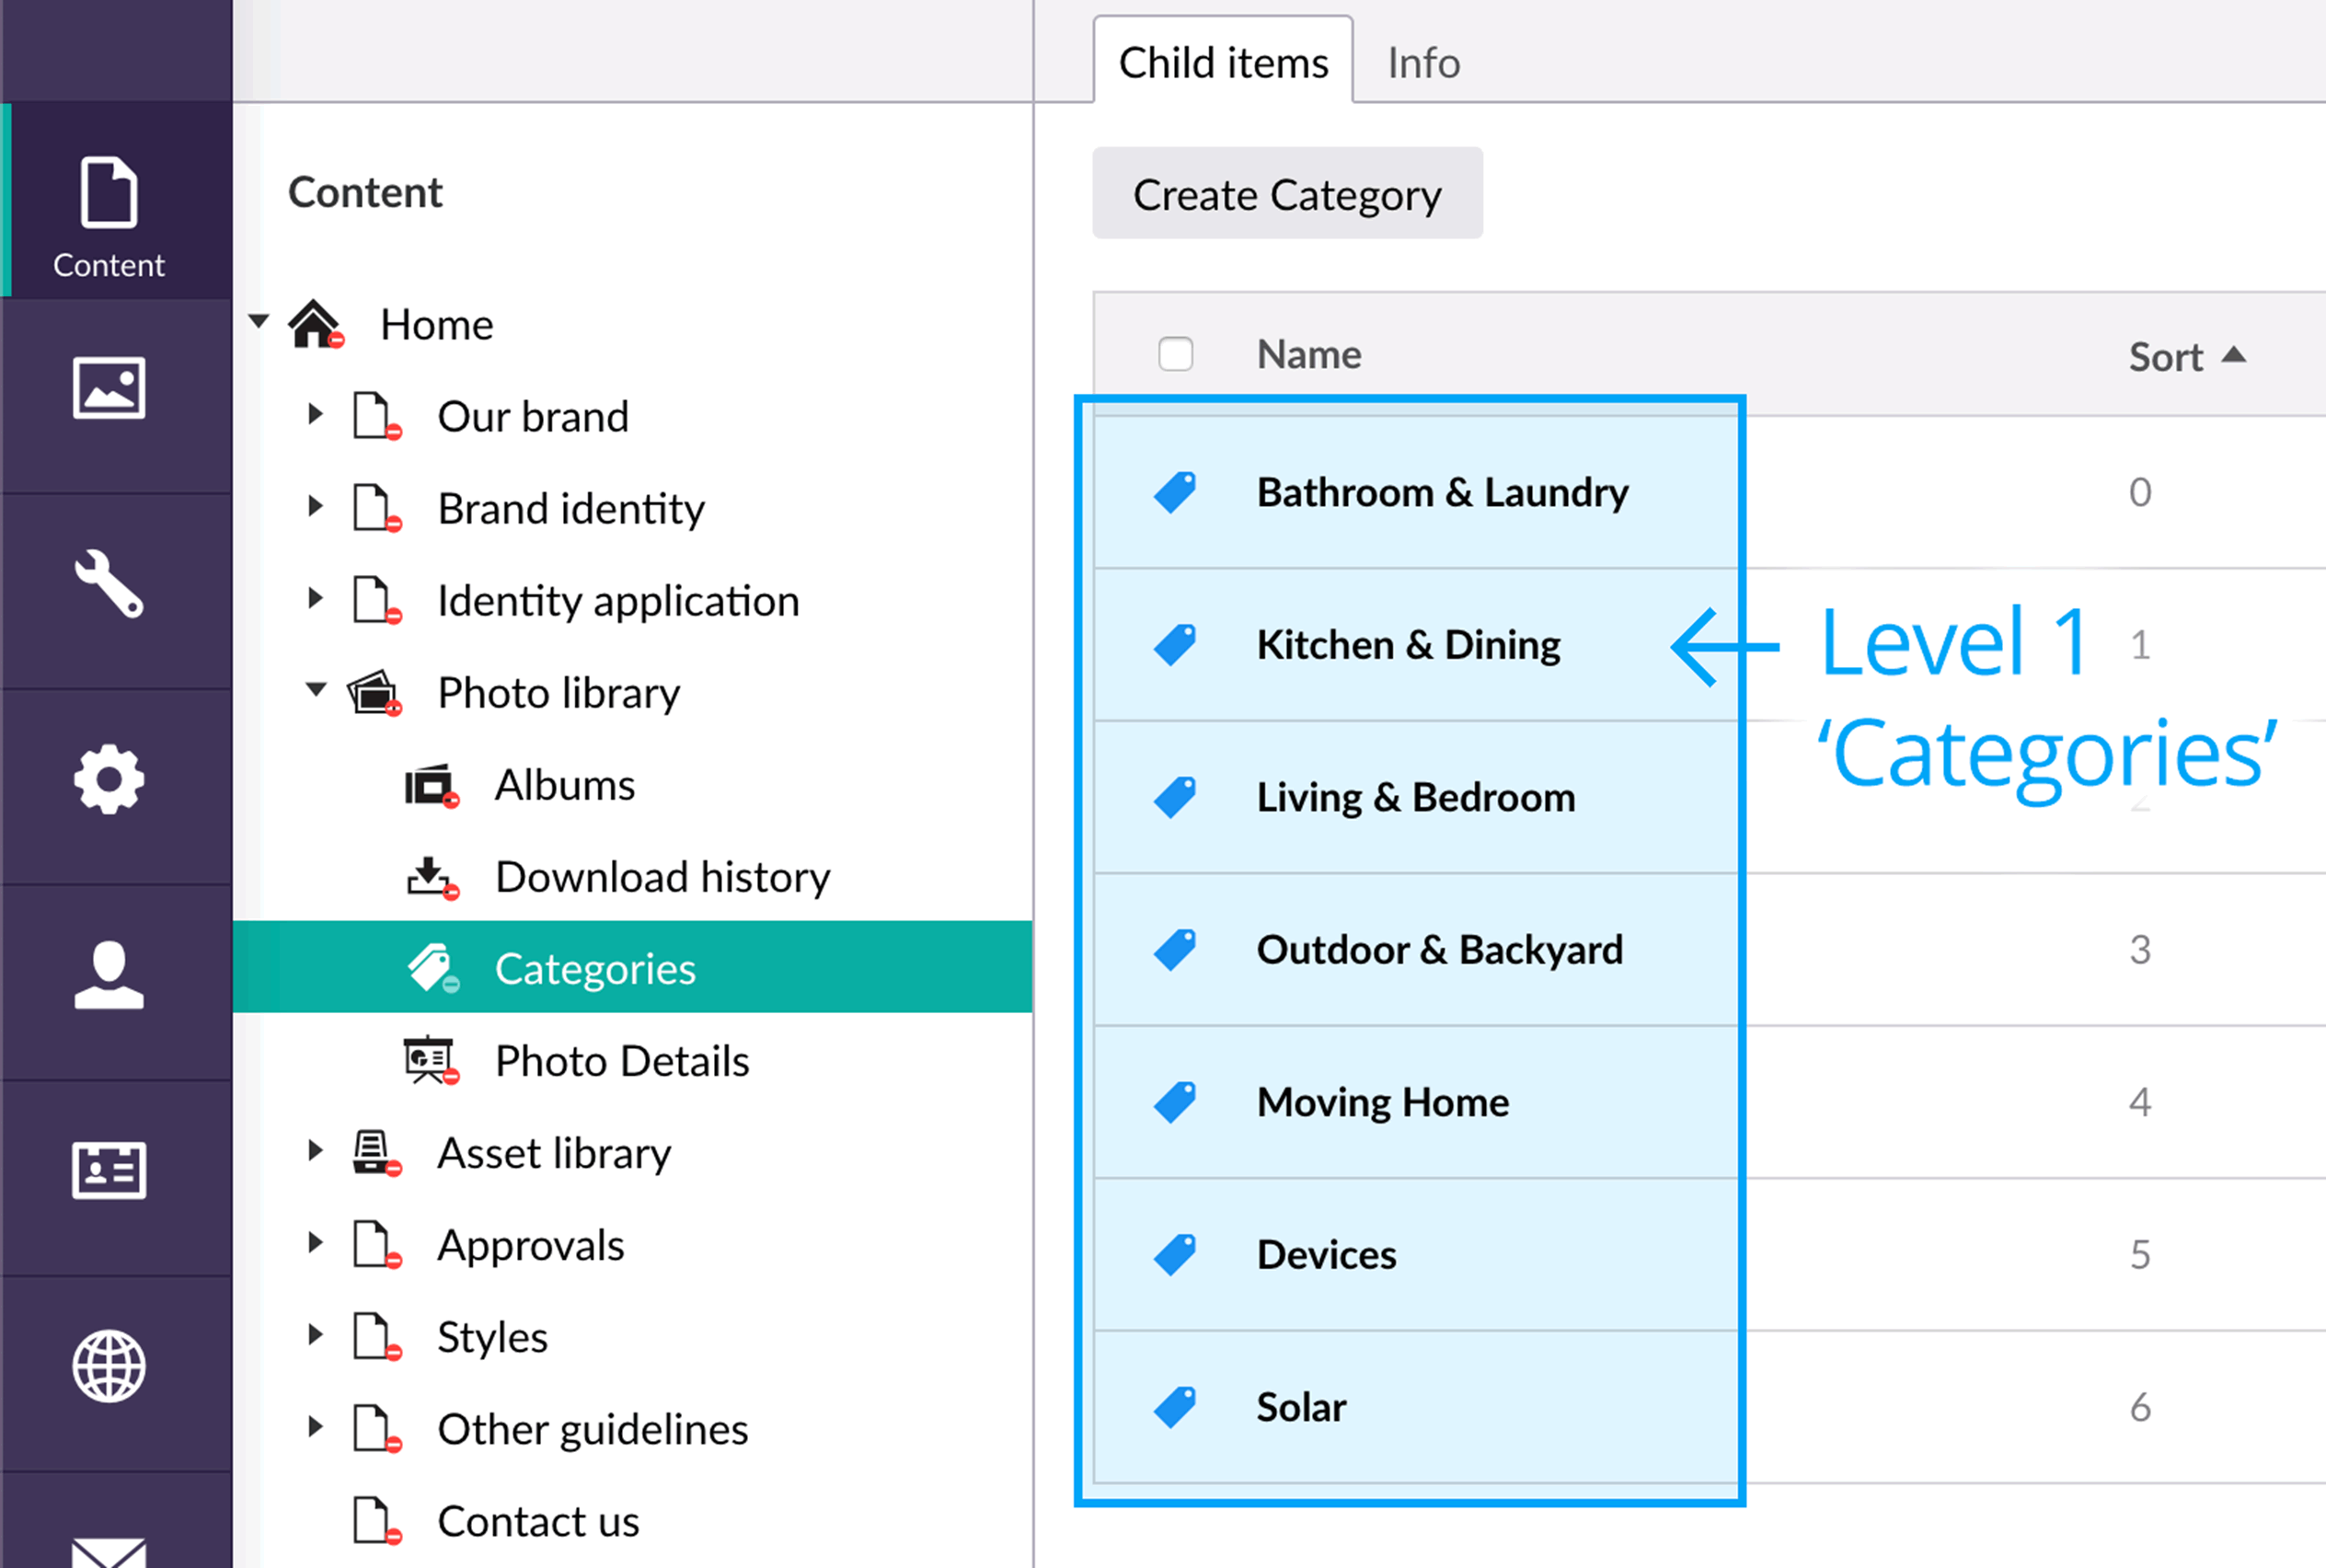 Child items
Info
Content
Content
Create Category
Name
Sort
Home
Our brand
Brand identity
Identity application
Photo library
Albums
Download history
Categories
Photo Details
Asset library
Approvals
Styles
Other guidelines
Contact us
Bathroom & Laundry 0
Kitchen & Dining 1
Living & Bedroom
Outdoor & Backyard 3
Moving Home 4
Devices 5
Solar 6
Level 1
‘Categories’